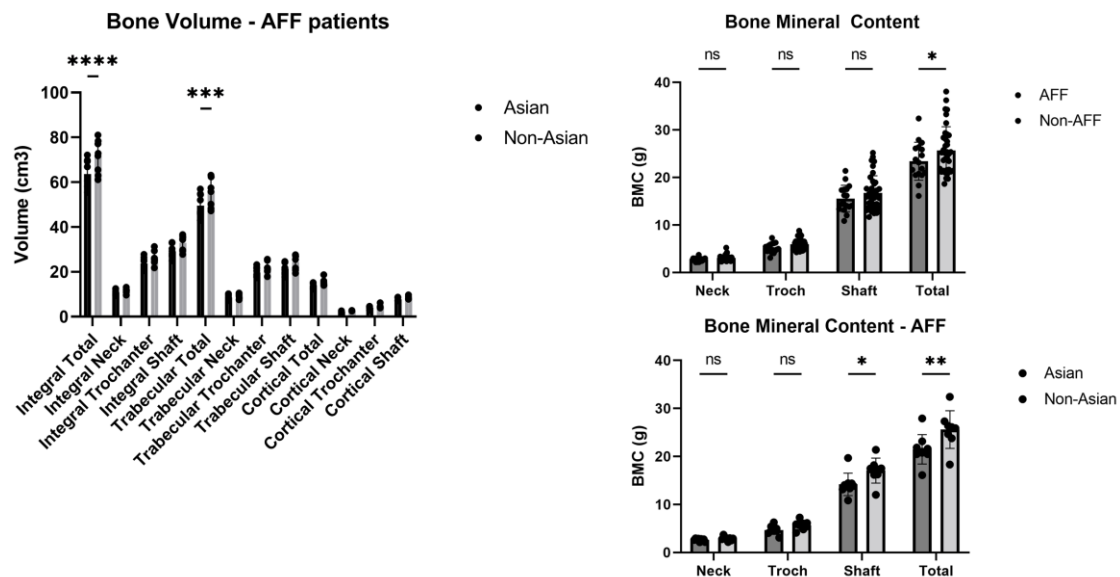 Bone Volume - AFF patients
****
***
100
80
60
40
20
0
Volume (cm3)
Integral Total
Integral Neck
Integral Trochanter
Integral Shaft
Trabecular Total
Trabecular Neck
Trabecular Trochanter
Trabecular Shaft
Cortical Total
Cortical Neck
Cortical Trochanter
Cortical Shaft
Asian
Non-Asian
Bone Mineral Content
ns ns ns *
40
30
20
10
0
BMC (g)
Neck Troch Shaft Total
AFF
Non-AFF
Bone Mineral Content - AFF
ns ns * **
40
30
20
10
0
BMC (g)
Neck Troch Shaft Total
Asian
Non-Asian